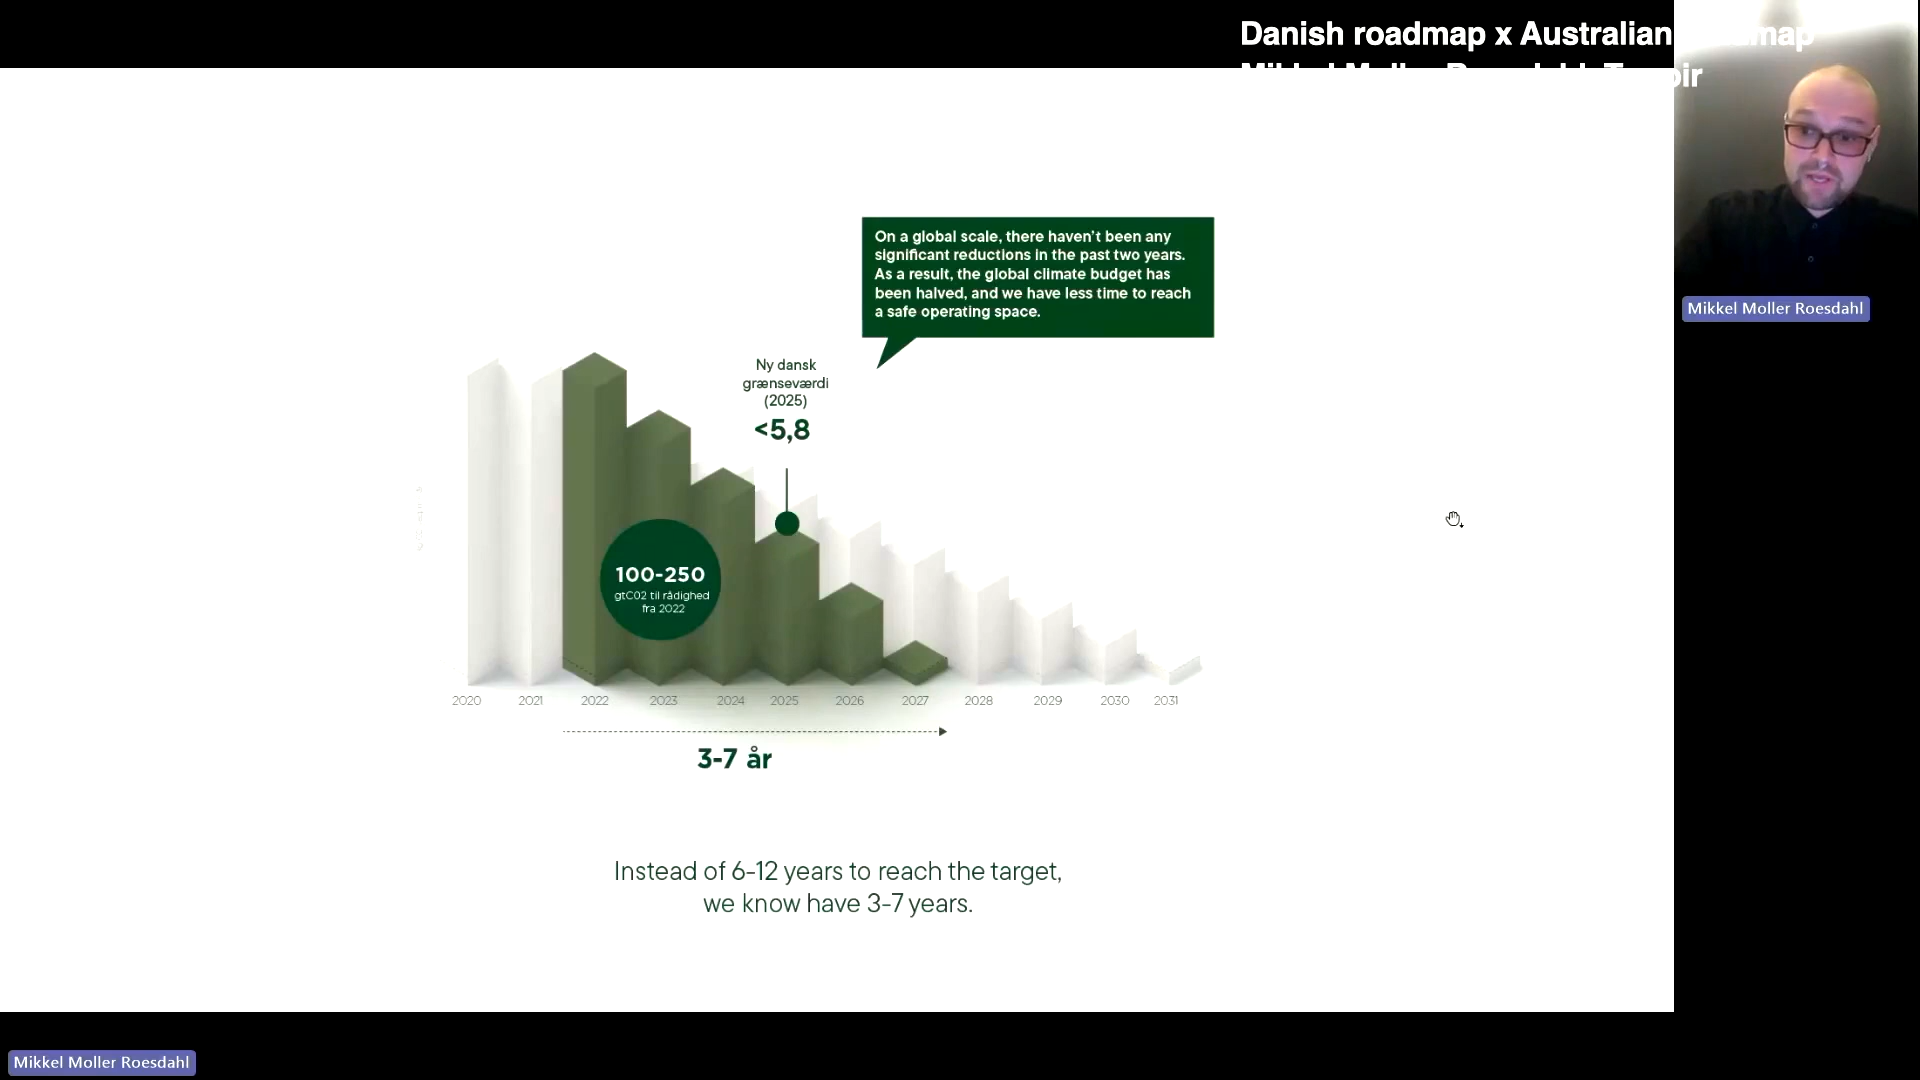 Danish roadmap x Australian
Mikkel Moller Roesdahl
On a global scale, there haven't been any
significant reductions in the past two years.
As a result, the global climate budget has
been halved, and we have less time to reach
a safe operating space.
Ny dansk
grænseværdi
(2025)
<5,8
100-250
gtC02 til rådighed
fra 2022
2020 2021 2022 2023 2024 2025 2026 2027 2028 2029 2030 2031
3-7 år
Instead of 6-12 years to reach the target,
we know have 3-7 years.
Mikkel Moller Roesdahl